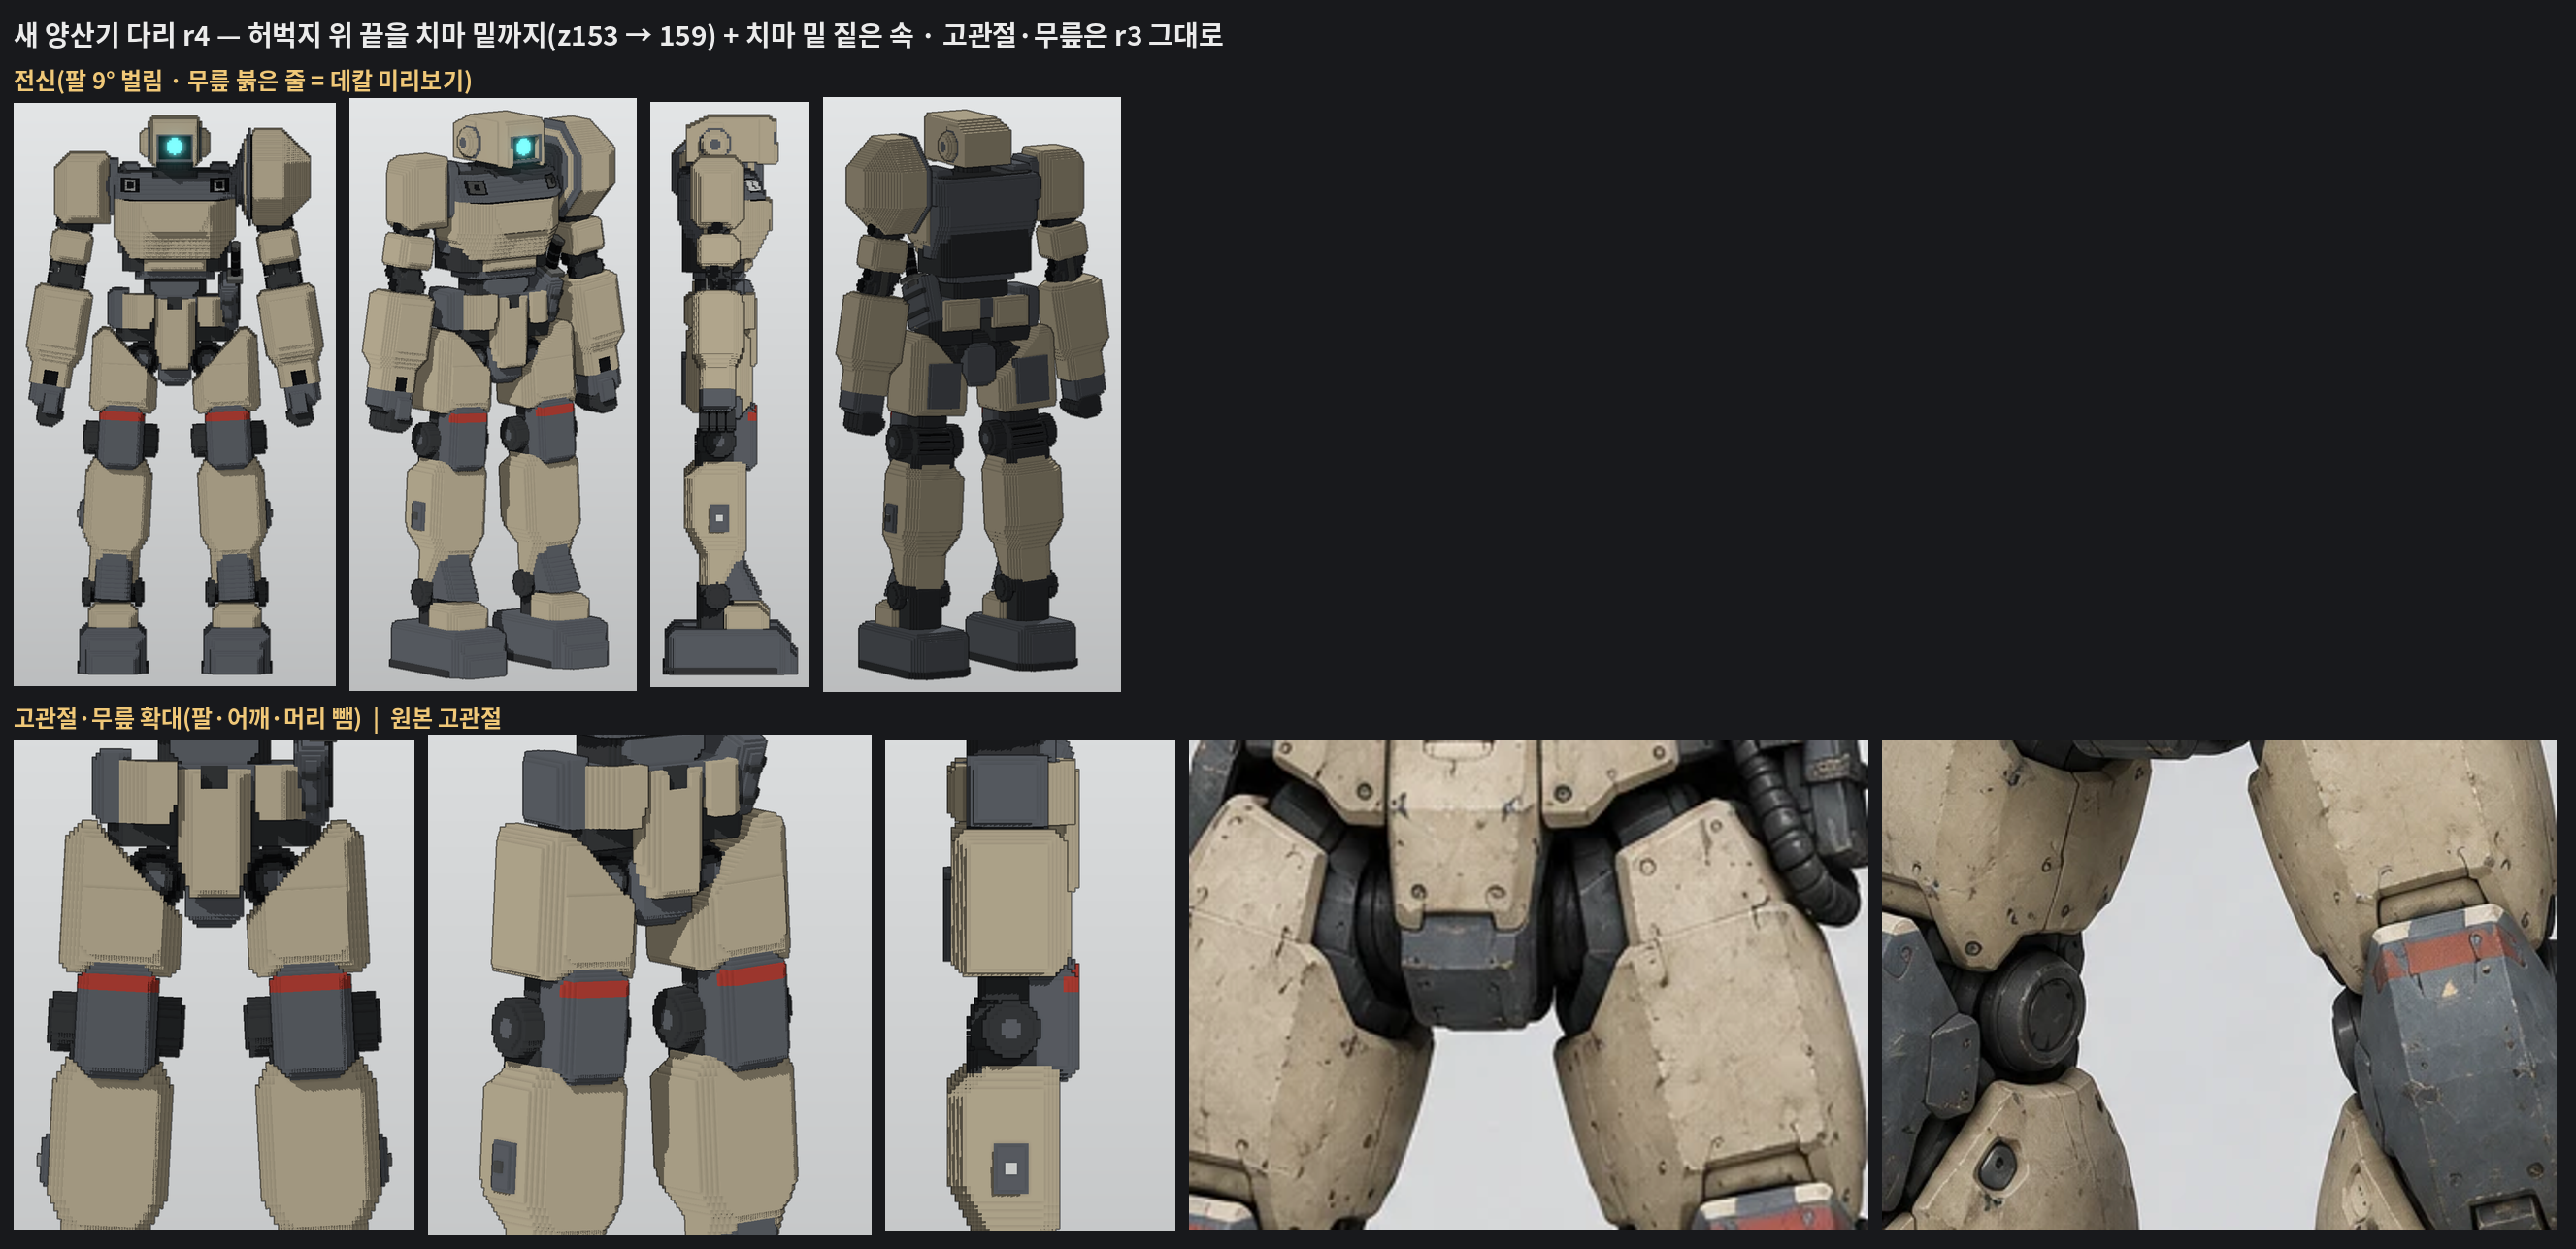 새 양산기 다리 r4 — 허벅지 위 끝을 치마 밑까지(z153 → 159) + 치마 밑 짙은 속 · 고관절·무릎은 r3 그대로
전신(팔 9° 벌림 · 무릎 붉은 줄 = 데칼 미리보기)
고관절·무릎 확대(팔·어깨·머리 뺌) | 원본 고관절